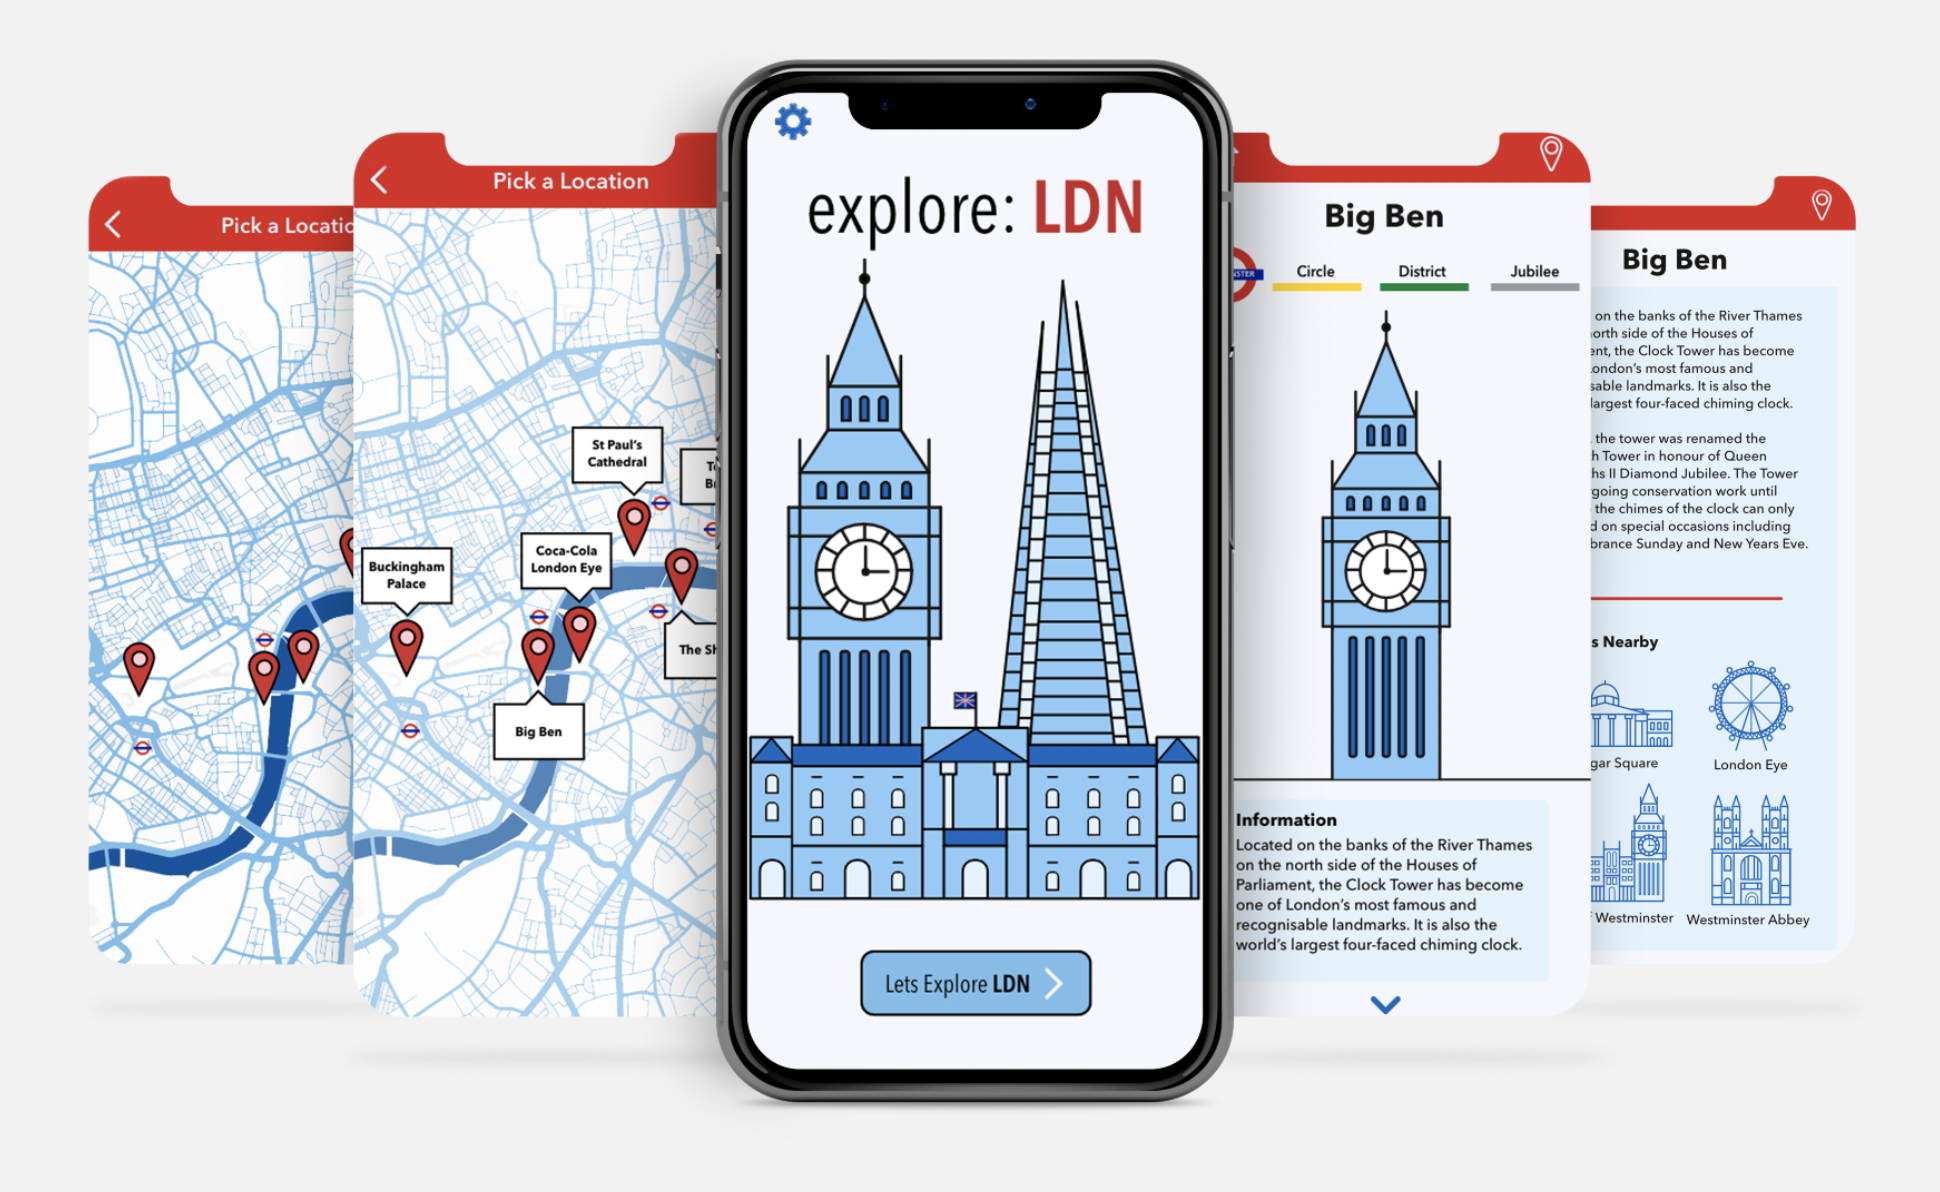 Pick a Locatio
Pick a Location
St Paul's
Cathedral
Buckingham
Palace
Coca-Cola
London Eye
The Sh
Big Ben
explore: LDN
Lets Explore LDN
Big Ben
STER
Circle
District
Jubilee
Information
Located on the banks of the River Thames
on the north side of the Houses of
Parliament, the Clock Tower has become
one of London's most famous and
recognisable landmarks. It is also the
world's largest four-faced chiming clock.
Big Ben
on the banks of the River Thames
orth side of the Houses of
ent, the Clock Tower has become
ondon's most famous and
sable landmarks. It is also the
largest four-faced chiming clock.
the tower was renamed the
h Tower in honour of Queen
hs II Diamond Jubilee. The Tower
going conservation work until
the chimes of the clock can only
d on special occasions including
brance Sunday and New Years Eve.
s Nearby
gar Square
London Eye
Westminster
Westminster Abbey